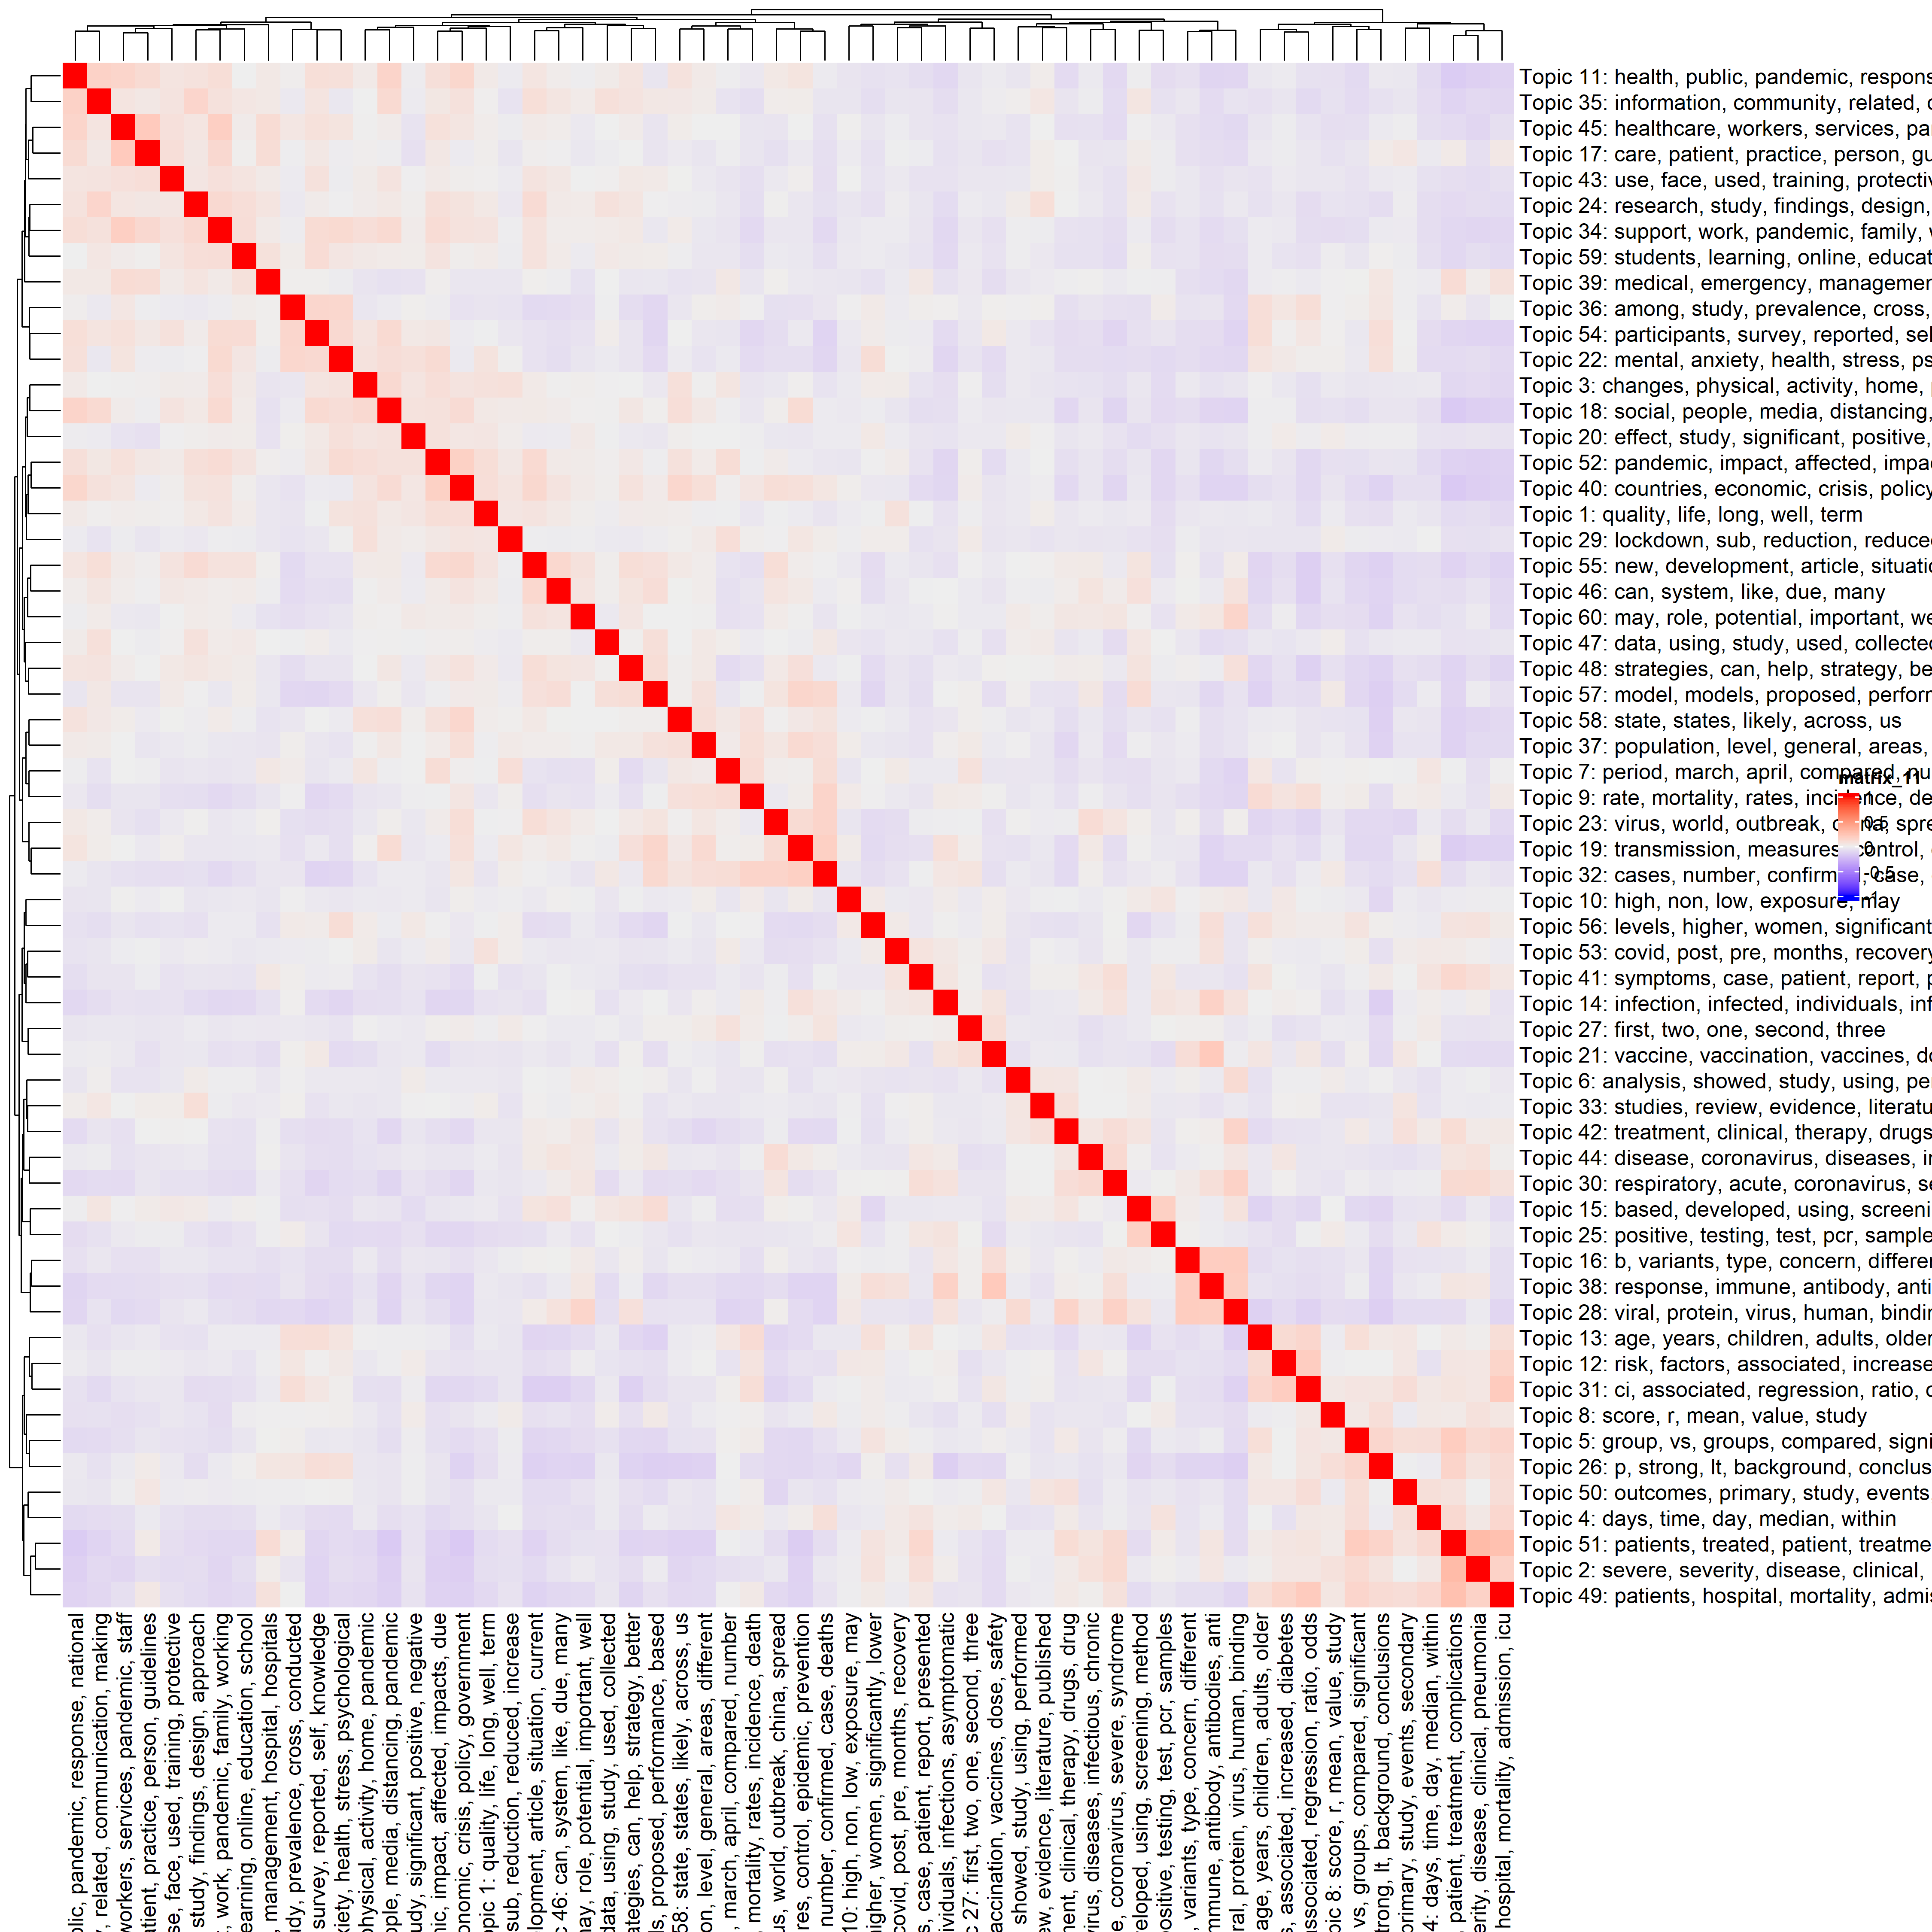 Topic 11: health, public, pandemic, respons
Topic 35: information, community, related,
Topic 45: healthcare, workers, services, pa
Topic 17: care, patient, practice, person, gu
Topic 43: use, face, used, training, protectiv
Topic 24: research, study, findings, design,
Topic 34: support, work, pandemic, family,
Topic 59: students, learning, online, educat
Topic 39: medical, emergency, managemen
Topic 36: among, study, prevalence, cross,
Topic 54: participants, survey, reported, sel
Topic 22: mental, anxiety, health, stress, ps
Topic 3: changes, physical, activity, home,
Topic 18: social, people, media, distancing,
Topic 20: effect, study, significant, positive,
Topic 52: pandemic, impact, affected, impa
Topic 40: countries, economic, crisis, policy
Topic 1: quality, life, long, well, term
Topic 29: lockdown, sub, reduction, reduce
Topic 55: new, development, article, situatio
Topic 46: can, system, like, due, many
Topic 60: may, role, potential, important, we
Topic 47: data, using, study, used, collecte
Topic 48: strategies, can, help, strategy, be
Topic 57: model, models, proposed, perforn
Topic 58: state, states, likely, across, us
Topic 37: population, level, general, areas,
Topic 7: period, march, april, compared, nu
matrix_11
Topic 9: rate, mortality, rates, incidence, de
1
Topic 23: virus, world, outbreak, china, spre
0.5
Topic 19: transmission, measures, control,
0
Topic 32: cases, number, confirmed, case,
-0.5
Topic 10: high, non, low, exposure, may
-1
Topic 56: levels, higher, women, significant
Topic 53: covid, post, pre, months, recovery
Topic 41: symptoms, case, patient, report, p
Topic 14: infection, infected, individuals, inf
Topic 27: first, two, one, second, three
Topic 21: vaccine, vaccination, vaccines, do
Topic 6: analysis, showed, study, using, per
Topic 33: studies, review, evidence, literatu
Topic 42: treatment, clinical, therapy, drugs
Topic 44: disease, coronavirus, diseases, in
Topic 30: respiratory, acute, coronavirus, se
Topic 15: based, developed, using, screeni
Topic 25: positive, testing, test, pcr, sample
Topic 16: b, variants, type, concern, differer
Topic 38: response, immune, antibody, anti
Topic 28: viral, protein, virus, human, bindir
Topic 13: age, years, children, adults, older
Topic 12: risk, factors, associated, increase
Topic 31: ci, associated, regression, ratio, o
Topic 8: score, r, mean, value, study
Topic 5: group, vs, groups, compared, signi
Topic 26: p, strong, lt, background, conclus
Topic 50: outcomes, primary, study, events
Topic 4: days, time, day, median, within
Topic 51: patients, treated, patient, treatme
Topic 2: severe, severity, disease, clinical,
Topic 49: patients, hospital, mortality, admis
blic, pandemic, response, national
, related, communication, making
workers, services, pandemic, staff
atient, practice, person, guidelines
se, face, used, training, protective
study, findings, design, approach
, work, pandemic, family, working
earning, online, education, school
management, hospital, hospitals
dy, prevalence, cross, conducted
survey, reported, self, knowledge
xiety, health, stress, psychological
physical, activity, home, pandemic
ople, media, distancing, pandemic
udy, significant, positive, negative
ic, impact, affected, impacts, due
onomic, crisis, policy, government
opic 1: quality, life, long, well, term
sub, reduction, reduced, increase
lopment, article, situation, current
c 46: can, system, like, due, many
nay, role, potential, important, well
data, using, study, used, collected
ategies, can, help, strategy, better
ls, proposed, performance, based
58: state, states, likely, across, us
on, level, general, areas, different
, march, april, compared, number
mortality, rates, incidence, death
us, world, outbreak, china, spread
res, control, epidemic, prevention
number, confirmed, case, deaths
10: high, non, low, exposure, may
igher, women, significantly, lower
covid, post, pre, months, recovery
s, case, patient, report, presented
ividuals, infections, asymptomatic
c 27: first, two, one, second, three
accination, vaccines, dose, safety
showed, study, using, performed
ew, evidence, literature, published
nent, clinical, therapy, drugs, drug
virus, diseases, infectious, chronic
e, coronavirus, severe, syndrome
eloped, using, screening, method
ositive, testing, test, pcr, samples
, variants, type, concern, different
mmune, antibody, antibodies, anti
ral, protein, virus, human, binding
age, years, children, adults, older
s, associated, increased, diabetes
associated, regression, ratio, odds
pic 8: score, r, mean, value, study
vs, groups, compared, significant
trong, lt, background, conclusions
primary, study, events, secondary
4: days, time, day, median, within
patient, treatment, complications
erity, disease, clinical, pneumonia
hospital, mortality, admission, icu